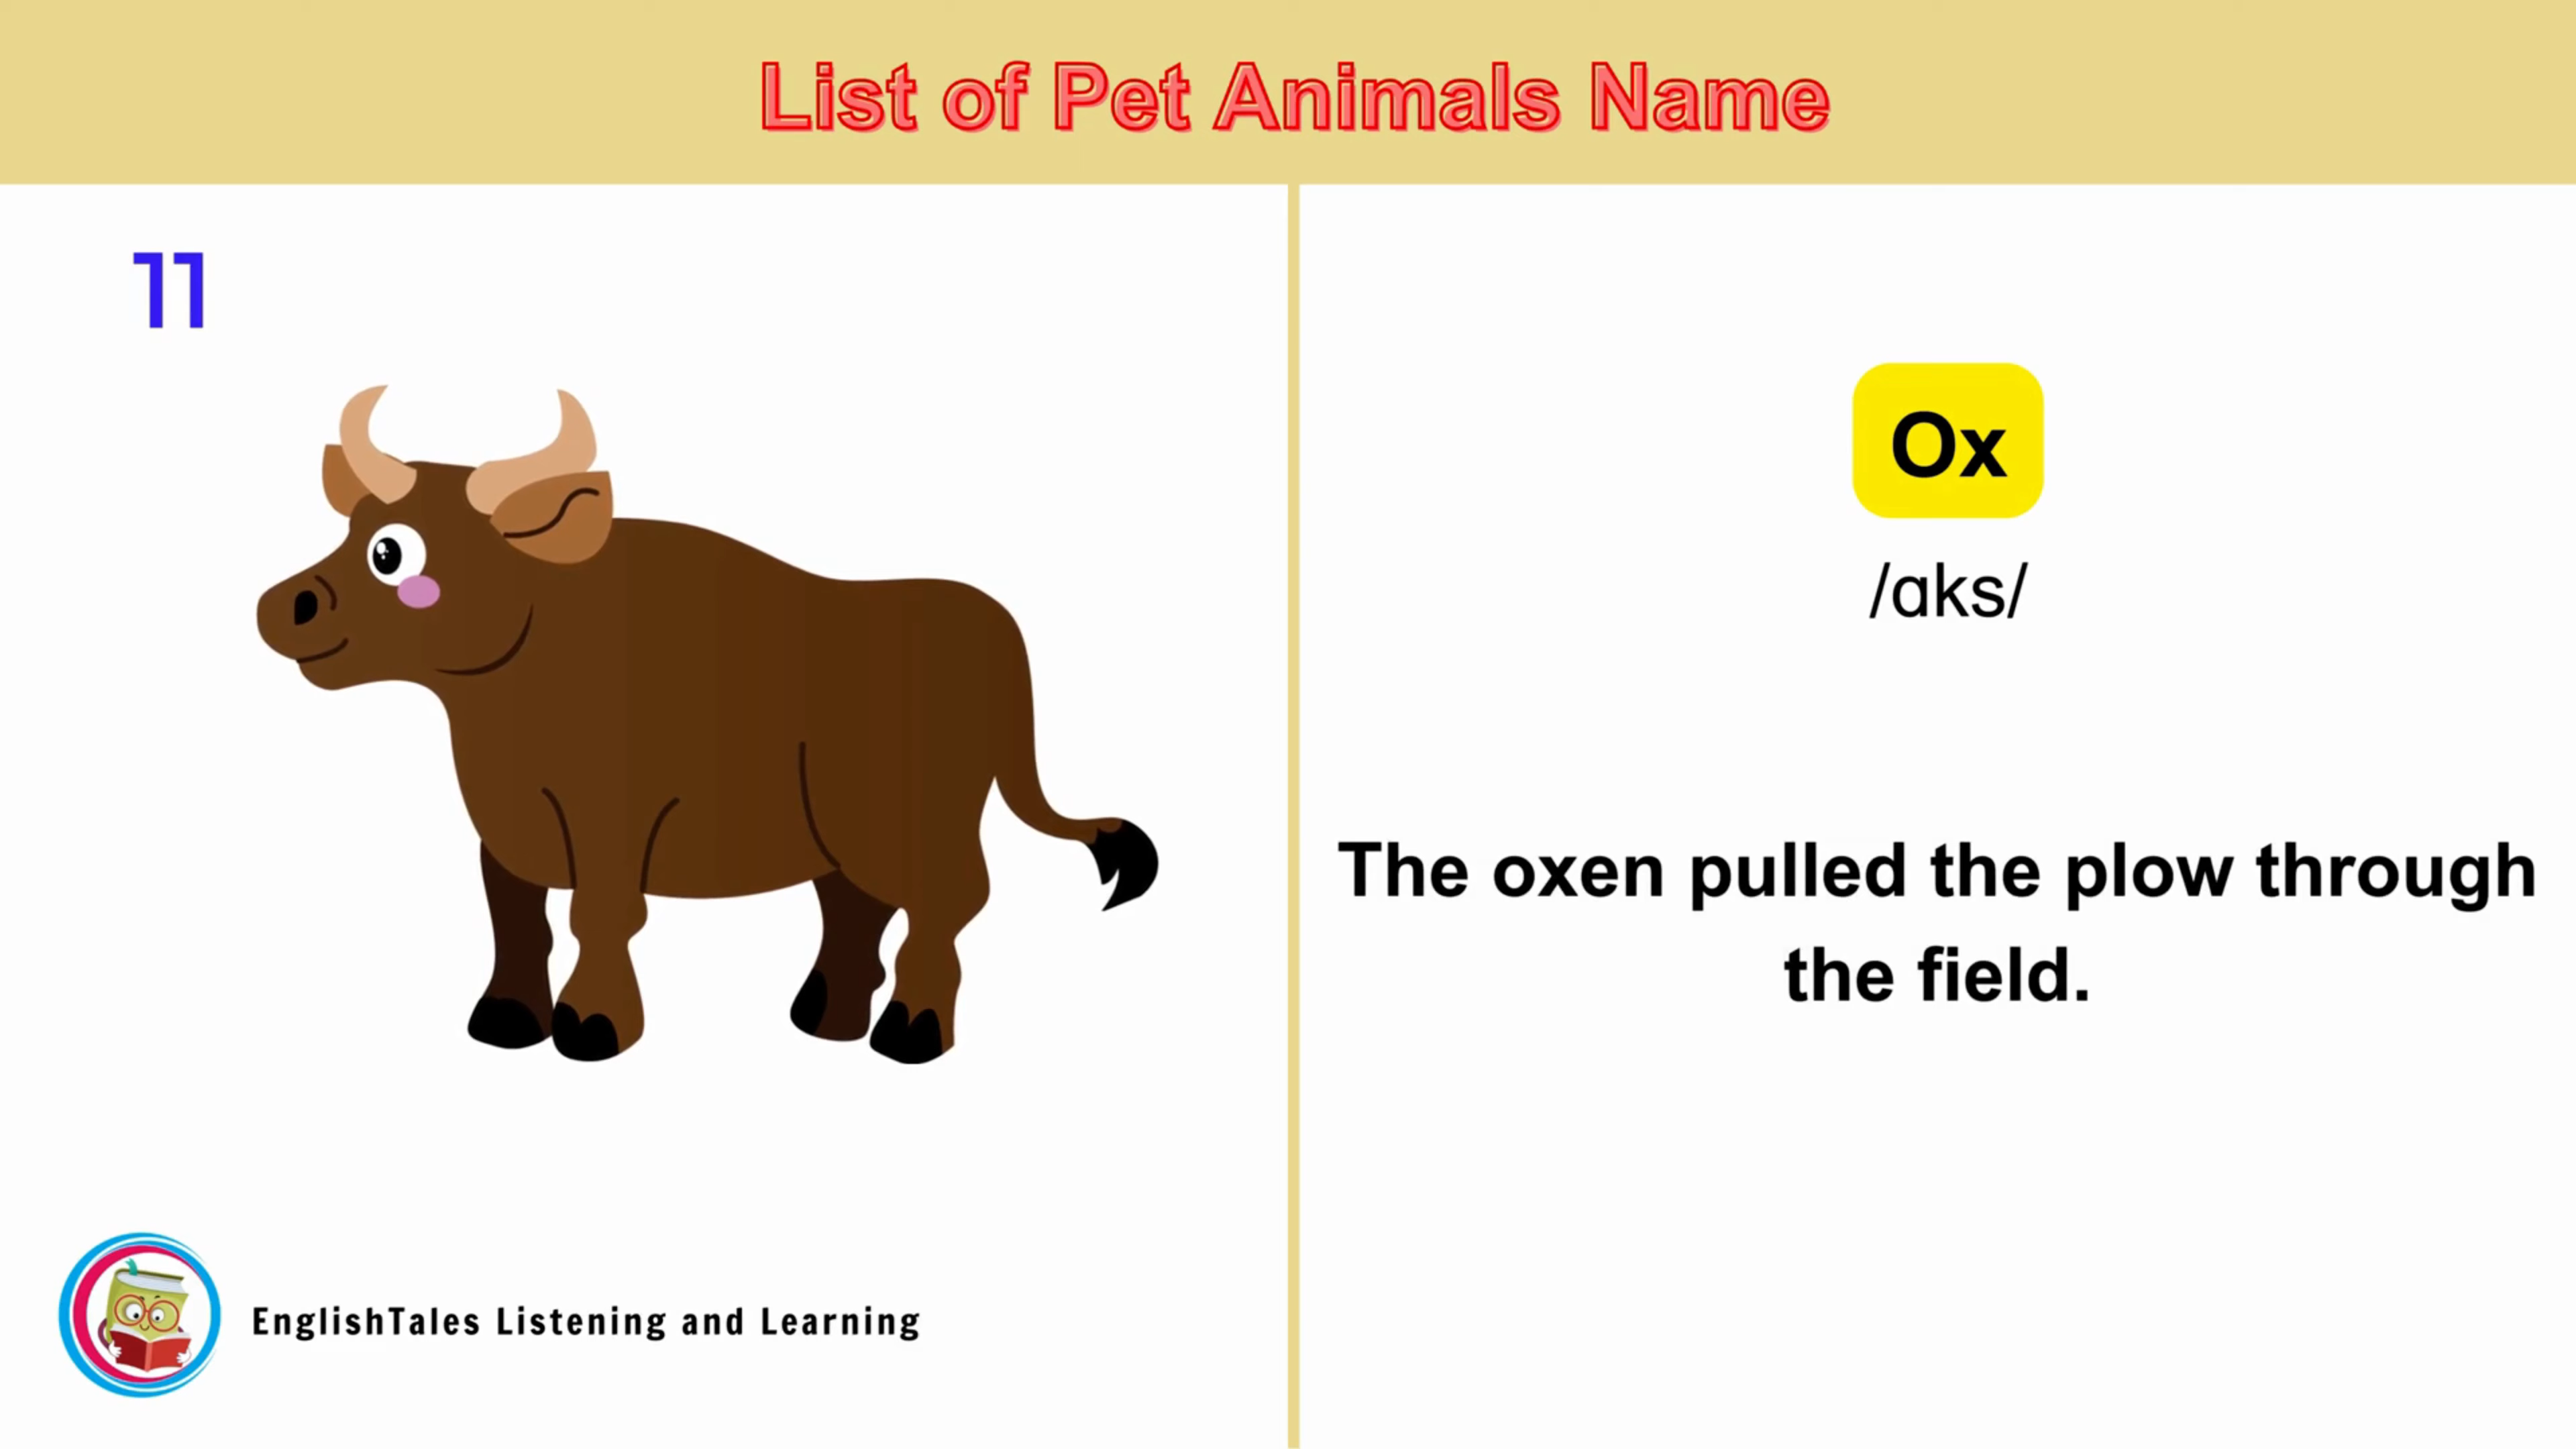 List of Pet Animals Name
11
Ox
/ɑks/
The oxen pulled the plow through
the field.
EnglishTales Listening and Learning